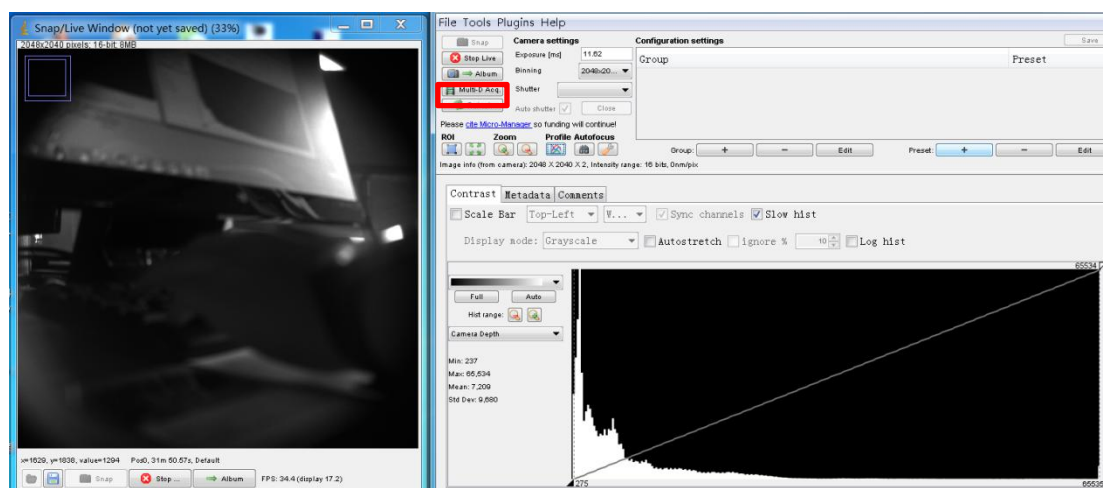 Snap/Live Window (not yet saved) (33%)
2048x2040 pixels; 16-bit; 8MB
x=1629, y=1838, value=1294 Pos0, 31m 50.57s, Default
Snap
Stop ...
Album
FPS: 34.4 (display 17.2)
File Tools Plugins Help
Snap
Stop Live
Album
Multi-D Acq.
Camera settings
Exposure [ms] 11.62
Binning 2048x20...
Shutter
Auto shutter
Close
Configuration settings
Save
Group Preset
Please cite Micro-Manager so funding will continue!
ROI Zoom Profile Autofocus
Group: + - Edit Preset: + - Edit
Image info (from camera): 2048 X 2040 X 2, Intensity range: 16 bits, 0nm/pix
Contrast Metadata Comments
Scale Bar Top-Left W... Sync channels Slow hist
Display mode: Grayscale Autostretch ignore % 10 Log hist
Full Auto
Hist range:
Camera Depth
Min: 237
Max: 65,534
Mean: 7,209
Std Dev: 9,680
65534
275
65535